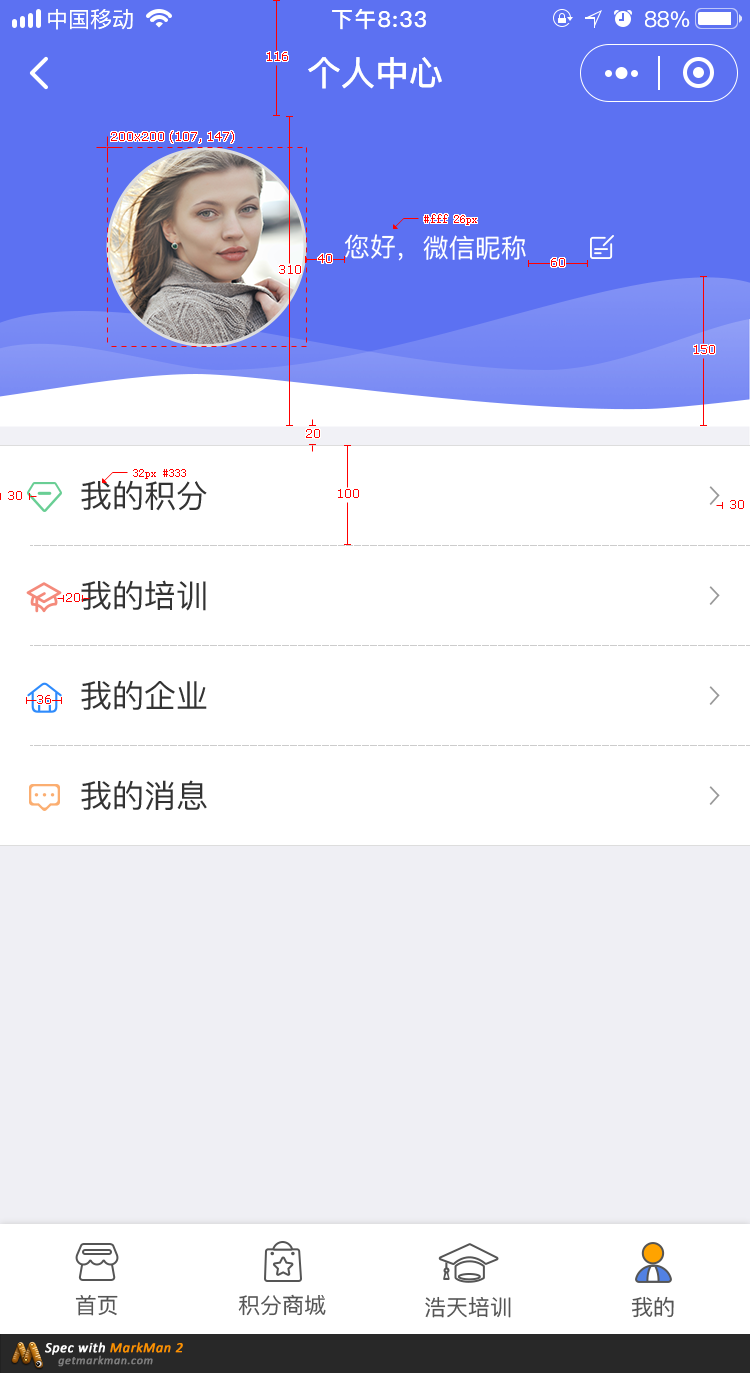 中国移动 下午8:33 88%
116
个人中心
200x200 (107, 147)
#fff 26px
您好，微信昵称
40
60
310
150
20
32px #333
30 我的积分 100 30
20 我的培训
36 我的企业
我的消息
首页 积分商城 浩天培训 我的
Spec with MarkMan 2
getmarkman.com